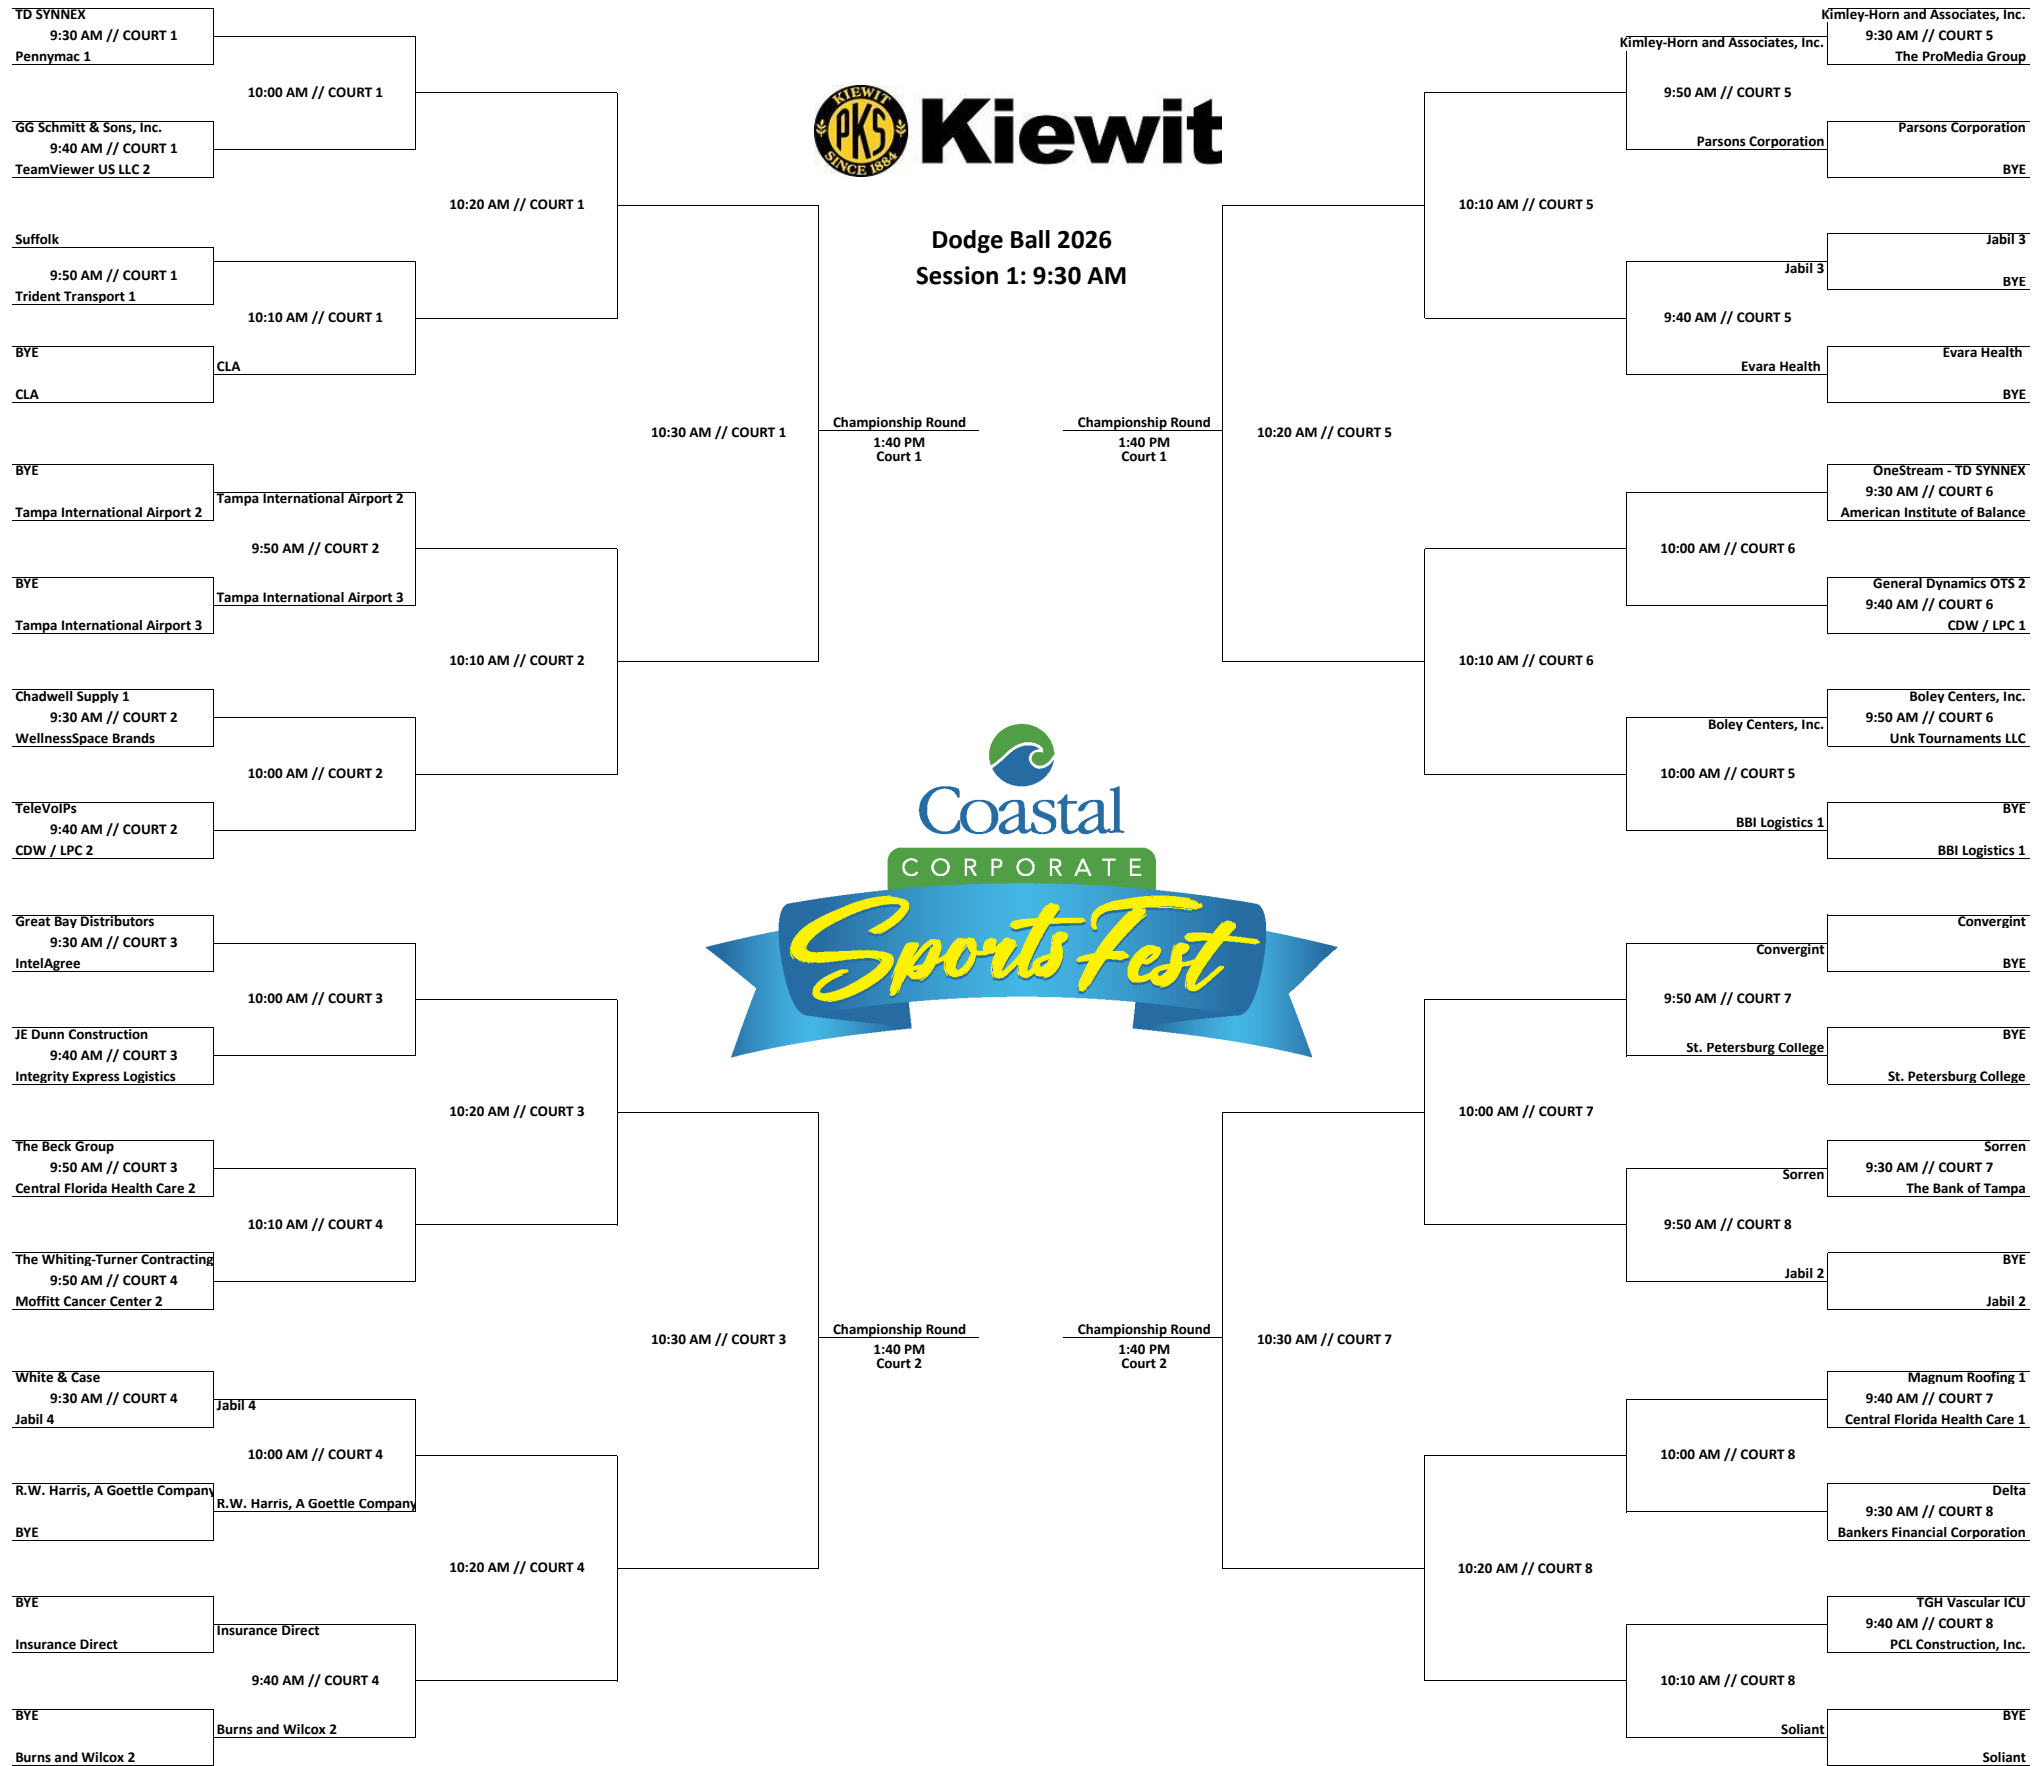 TD SYNNEX
9:30 AM // COURT 1
Pennymac 1
10:00 AM // COURT 1
GG Schmitt & Sons, Inc.
9:40 AM // COURT 1
TeamViewer US LLC 2
10:20 AM // COURT 1
Suffolk
9:50 AM // COURT 1
Trident Transport 1
10:10 AM // COURT 1
BYE
CLA
CLA
10:30 AM // COURT 1
BYE
Tampa International Airport 2
Tampa International Airport 2
9:50 AM // COURT 2
BYE
Tampa International Airport 3
Tampa International Airport 3
10:10 AM // COURT 2
Chadwell Supply 1
9:30 AM // COURT 2
WellnessSpace Brands
10:00 AM // COURT 2
TeleVoIPs
9:40 AM // COURT 2
CDW / LPC 2
Great Bay Distributors
9:30 AM // COURT 3
IntelAgree
10:00 AM // COURT 3
JE Dunn Construction
9:40 AM // COURT 3
Integrity Express Logistics
10:20 AM // COURT 3
The Beck Group
9:50 AM // COURT 3
Central Florida Health Care 2
10:10 AM // COURT 4
The Whiting-Turner Contracting
9:50 AM // COURT 4
Moffitt Cancer Center 2
10:30 AM // COURT 3
White & Case
9:30 AM // COURT 4
Jabil 4
Jabil 4
10:00 AM // COURT 4
R.W. Harris, A Goettle Company
R.W. Harris, A Goettle Company
BYE
10:20 AM // COURT 4
BYE
Insurance Direct
Insurance Direct
9:40 AM // COURT 4
BYE
Burns and Wilcox 2
Burns and Wilcox 2
KIEWIT
PKS
SINCE 1884
Kiewit
Dodge Ball 2026
Session 1: 9:30 AM
Championship Round
1:40 PM
Court 1
Championship Round
1:40 PM
Court 1
Coastal
CORPORATE
SportsFest
Championship Round
1:40 PM
Court 2
Championship Round
1:40 PM
Court 2
Kimley-Horn and Associates, Inc.
9:30 AM // COURT 5
The ProMedia Group
Kimley-Horn and Associates, Inc.
9:50 AM // COURT 5
Parsons Corporation
Parsons Corporation
BYE
10:10 AM // COURT 5
Jabil 3
Jabil 3
BYE
9:40 AM // COURT 5
Evara Health
Evara Health
BYE
10:20 AM // COURT 5
OneStream - TD SYNNEX
9:30 AM // COURT 6
American Institute of Balance
10:00 AM // COURT 6
General Dynamics OTS 2
9:40 AM // COURT 6
CDW / LPC 1
10:10 AM // COURT 6
Boley Centers, Inc.
9:50 AM // COURT 6
Unk Tournaments LLC
Boley Centers, Inc.
10:00 AM // COURT 5
BYE
BBI Logistics 1
BBI Logistics 1
Convergint
Convergint
BYE
9:50 AM // COURT 7
BYE
St. Petersburg College
St. Petersburg College
10:00 AM // COURT 7
Sorren
9:30 AM // COURT 7
The Bank of Tampa
Sorren
9:50 AM // COURT 8
BYE
Jabil 2
Jabil 2
10:30 AM // COURT 7
Magnum Roofing 1
9:40 AM // COURT 7
Central Florida Health Care 1
10:00 AM // COURT 8
Delta
9:30 AM // COURT 8
Bankers Financial Corporation
10:20 AM // COURT 8
TGH Vascular ICU
9:40 AM // COURT 8
PCL Construction, Inc.
10:10 AM // COURT 8
BYE
Soliant
Soliant